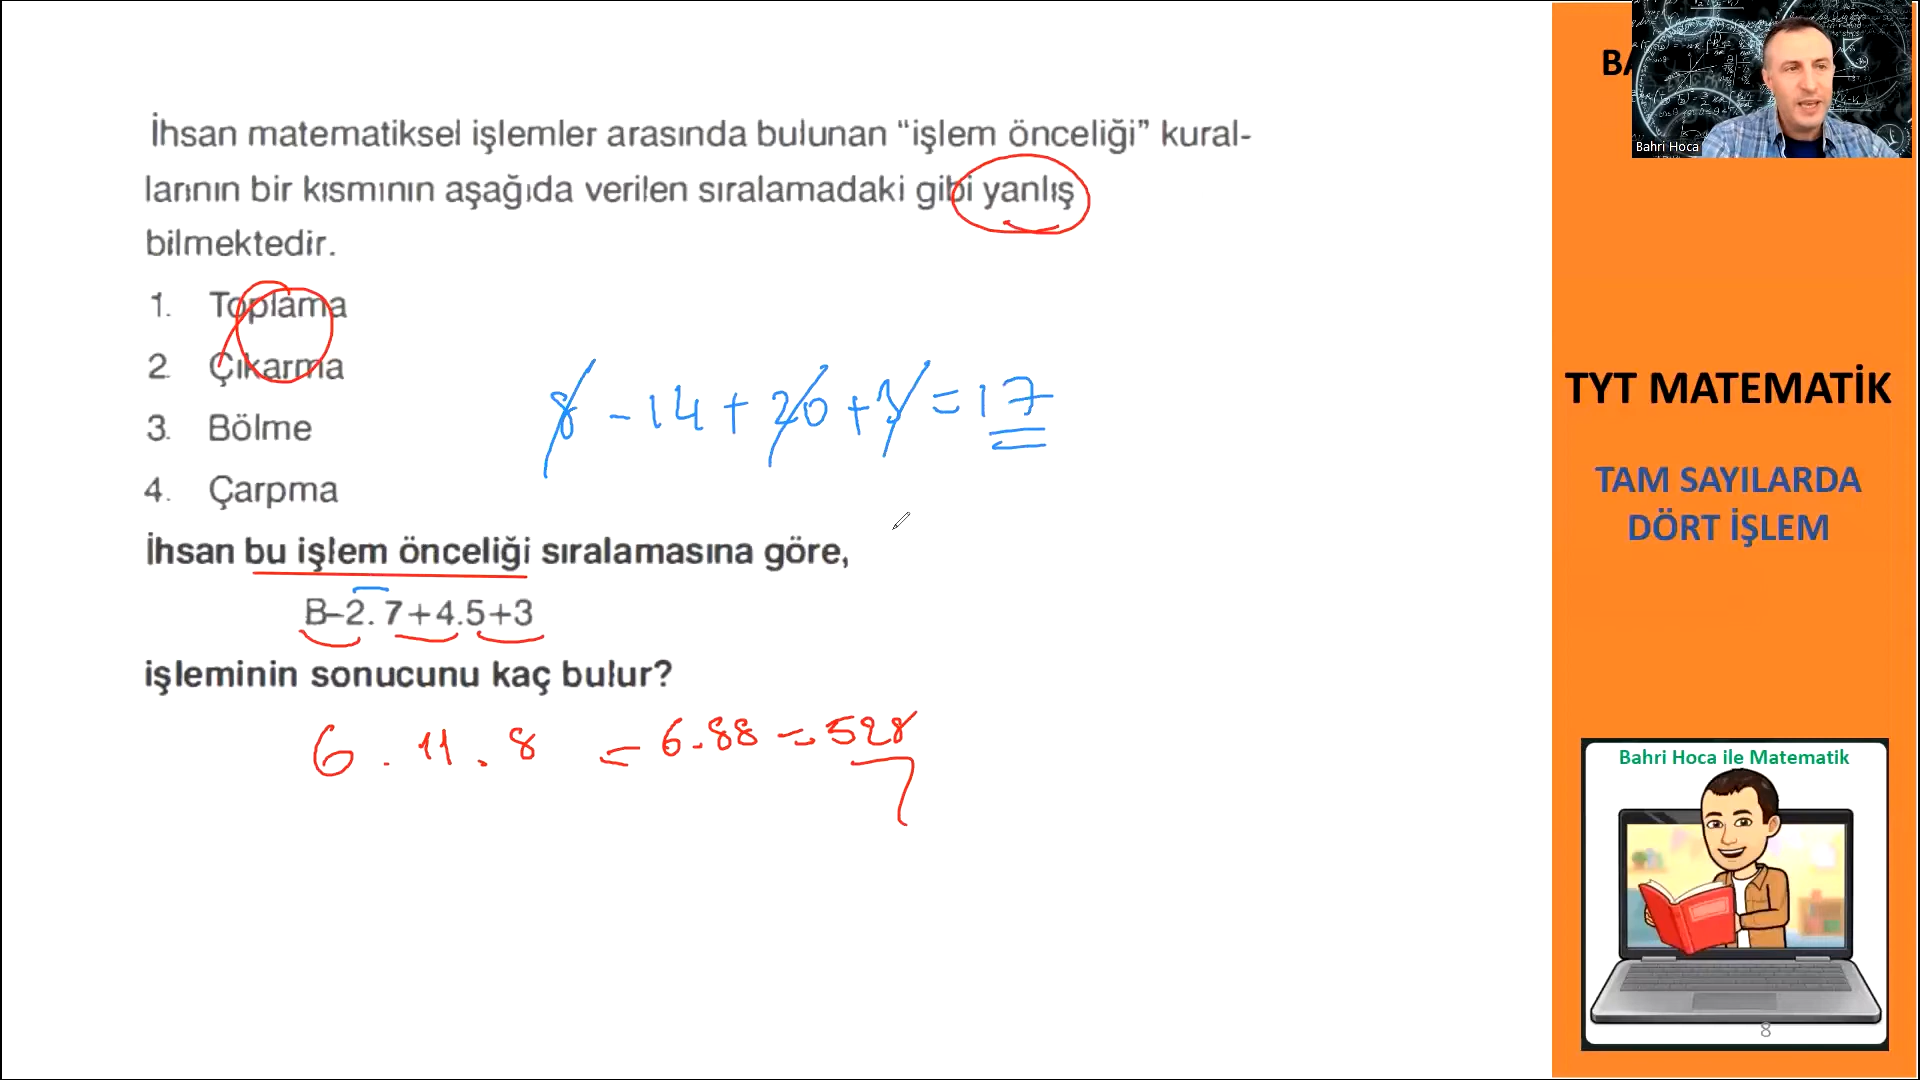 İhsan matematiksel işlemler arasında bulunan “işlem önceliği” kural-
larının bir kısmının aşağıda verilen sıralamadaki gibi yanlış
bilmektedir.
1. Toplama
2. Çıkarma
3. Bölme
4. Çarpma
8 - 14 + 20 + 3 = 17
İhsan bu işlem önceliği sıralamasına göre,
B–2. 7+4.5+3
işleminin sonucunu kaç bulur?
6 . 11 . 8 = 6.88 = 528
Bahri Hoca
TYT MATEMATİK
TAM SAYILARDA
DÖRT İŞLEM
Bahri Hoca ile Matematik
8